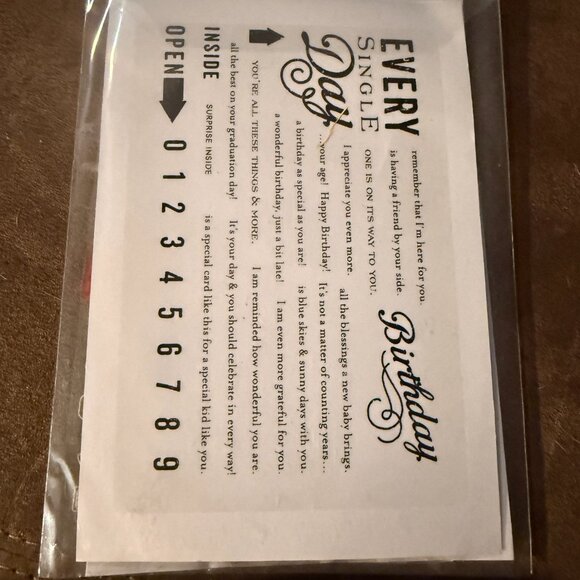 EVERY
SINGLE
Day
remember that I'm here for you.
is having a friend by your side.
Birthday
ONE IS ON ITS WAY TO YOU.
I appreciate you even more.
all the blessings a new baby brings.
...your age! Happy Birthday!
It's not a matter of counting years...
a birthday as special as you are!
is blue skies & sunny days with you.
a wonderful birthday, just a bit late!
I am even more grateful for you.
YOU'RE ALL THESE THINGS & MORE.
I am reminded how wonderful you are.
all the best on your graduation day!
It's your day & you should celebrate in every way!
INSIDE
SURPRISE INSIDE
is a special card like this for a special kid like you.
OPEN
0 1 2 3 4 5 6 7 8 9